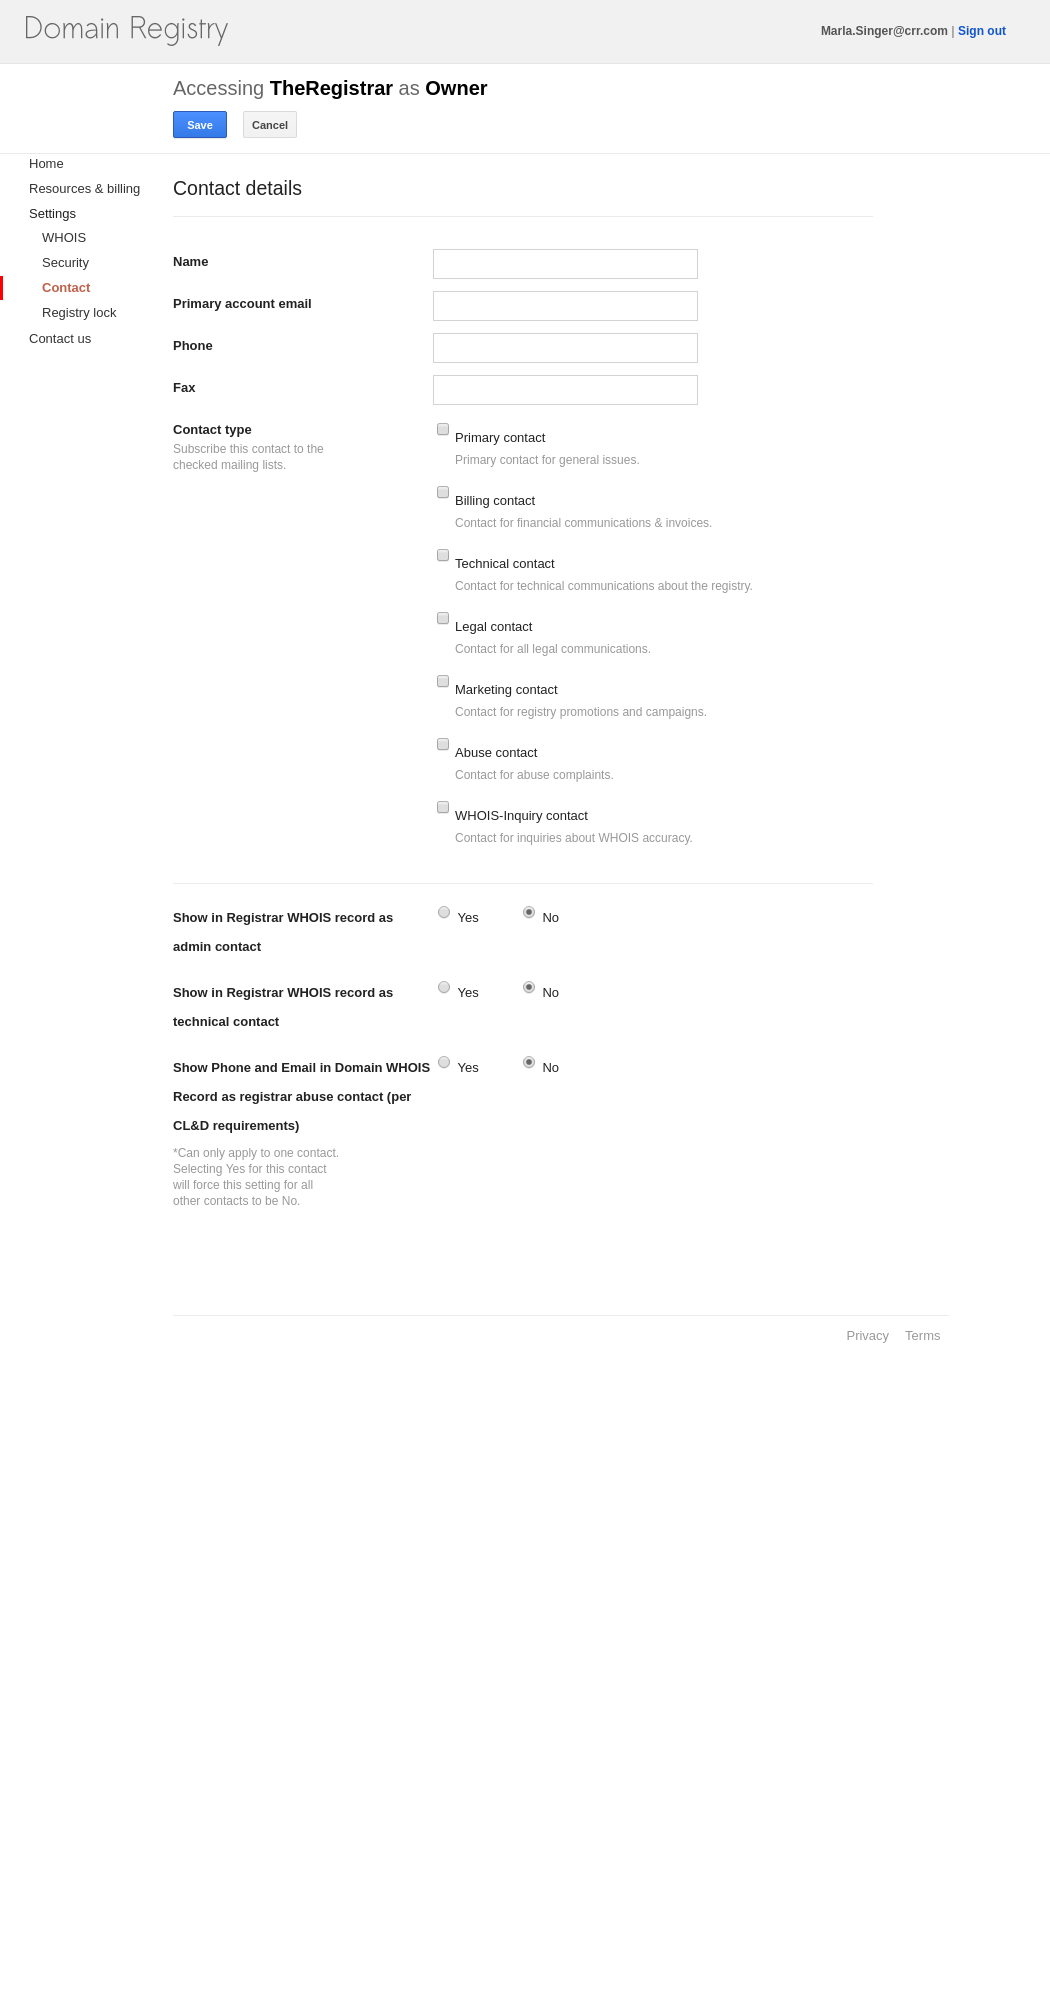 Domain Registry
Marla.Singer@crr.com | Sign out
Accessing TheRegistrar as Owner
Save Cancel
Home
Resources & billing
Settings
WHOIS
Security
Contact
Registry lock
Contact us
Contact details
Name
Primary account email
Phone
Fax
Contact type
Subscribe this contact to the
checked mailing lists.
Primary contact
Primary contact for general issues.
Billing contact
Contact for financial communications & invoices.
Technical contact
Contact for technical communications about the registry.
Legal contact
Contact for all legal communications.
Marketing contact
Contact for registry promotions and campaigns.
Abuse contact
Contact for abuse complaints.
WHOIS-Inquiry contact
Contact for inquiries about WHOIS accuracy.
Show in Registrar WHOIS record as
admin contact
Yes No
Show in Registrar WHOIS record as
technical contact
Yes No
Show Phone and Email in Domain WHOIS
Record as registrar abuse contact (per
CL&D requirements)
Yes No
*Can only apply to one contact.
Selecting Yes for this contact
will force this setting for all
other contacts to be No.
Privacy Terms